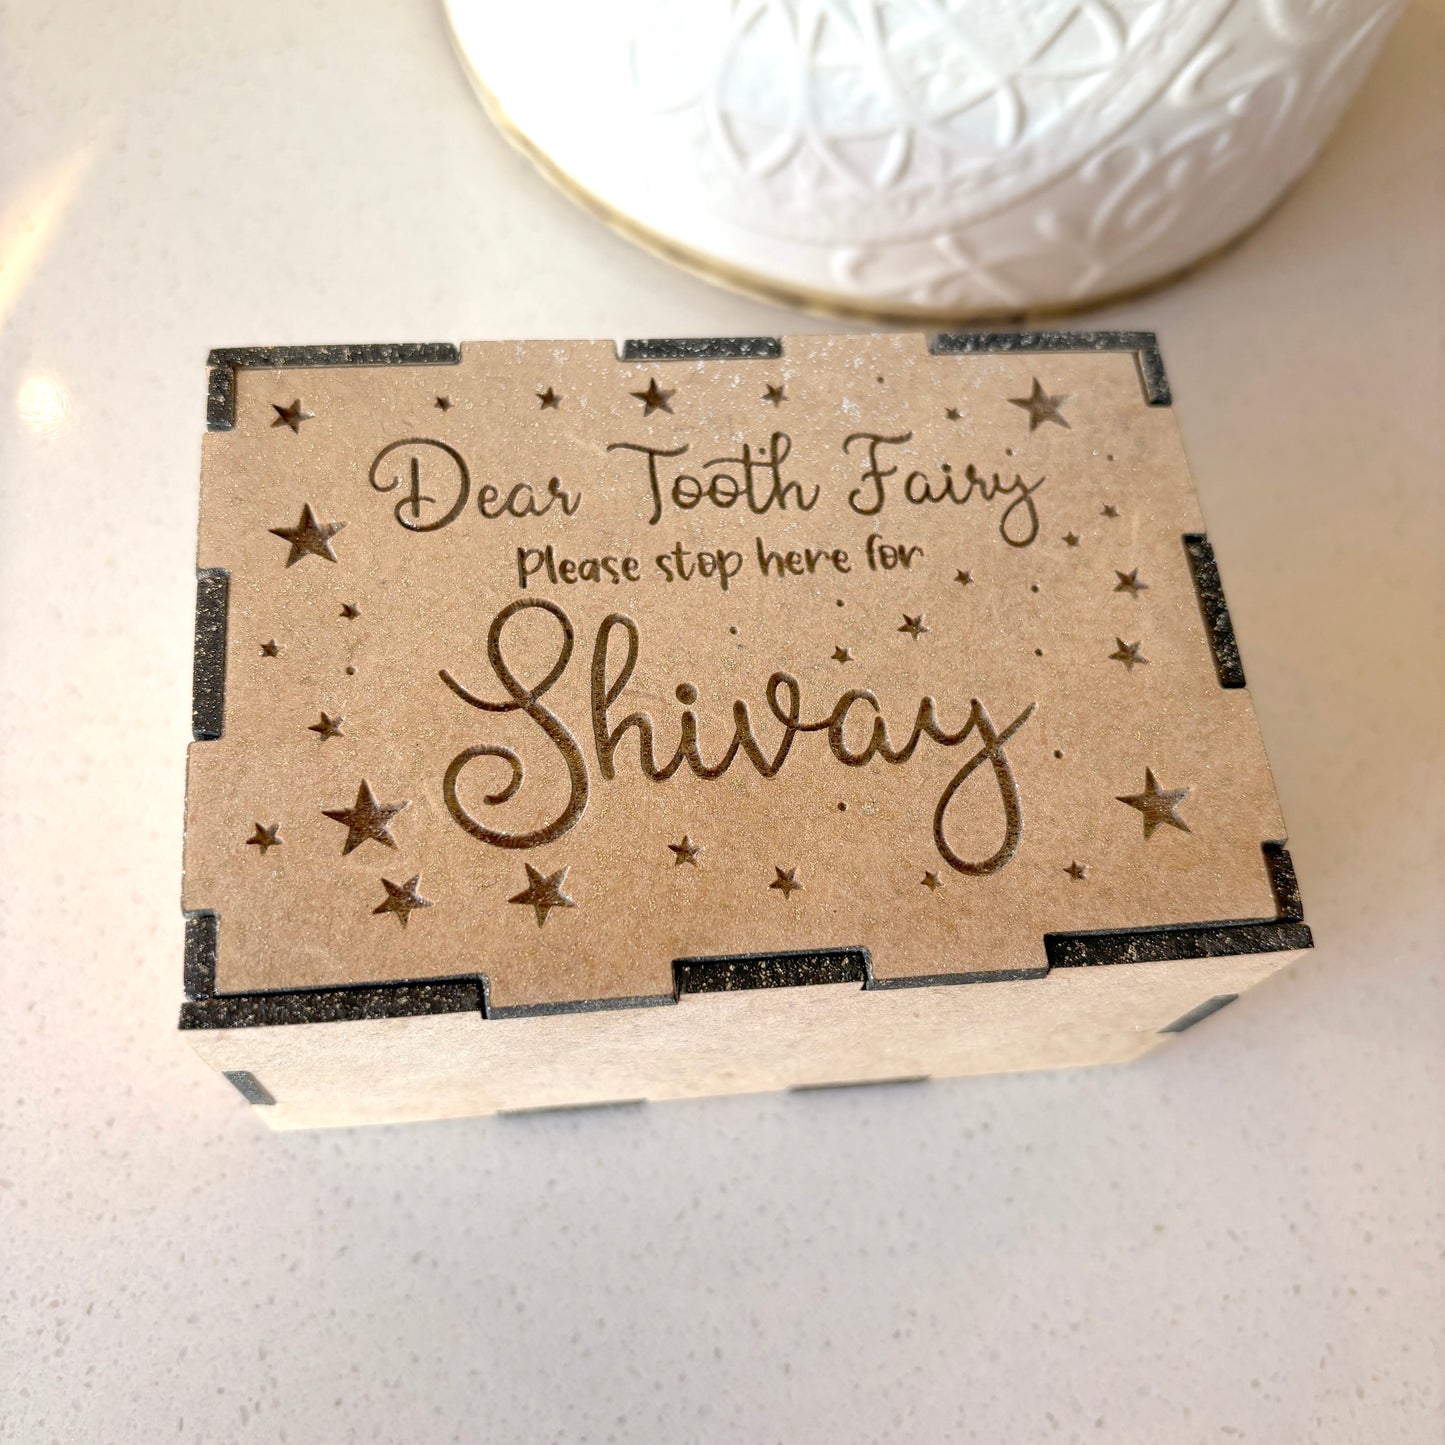 Dear Tooth Fairy
please stop here for
Shivay